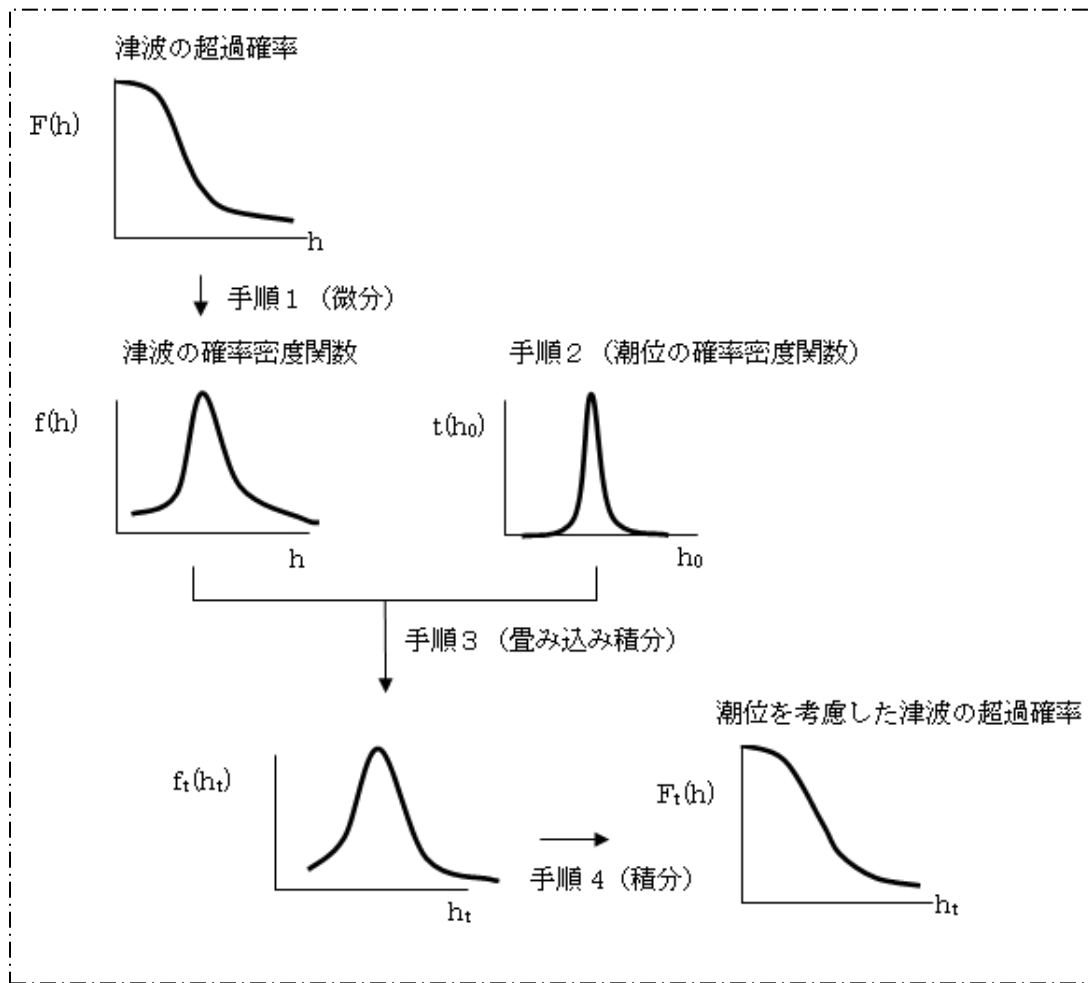 津波の超過確率
F(h)
h
手順１（微分）
津波の確率密度関数
手順２（潮位の確率密度関数）
f(h)
t(h₀)
h
h₀
手順３（畳み込み積分）
潮位を考慮した津波の超過確率
fₜ(hₜ)
Fₜ(h)
手順４（積分）
hₜ
hₜ